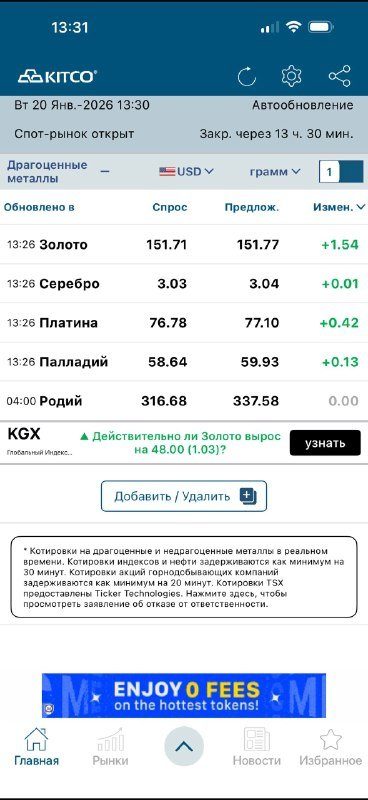 13:31
KITCO®
Вт 20 Янв.-2026 13:30 Автообновление
Спот-рынок открыт Закр. через 13 ч. 30 мин.
Драгоценные металлы – USD грамм 1
Обновлено в Спрос Предлож. Измен.
13:26 Золото 151.71 151.77 +1.54
13:26 Серебро 3.03 3.04 +0.01
13:26 Платина 76.78 77.10 +0.42
13:26 Палладий 58.64 59.93 +0.13
04:00 Родий 316.68 337.58 0.00
KGX
Глобальный Индекс...
▲ Действительно ли Золото вырос
на 48.00 (1.03)?
узнать
Добавить / Удалить
* Котировки на драгоценные и недрагоценные металлы в реальном
времени. Котировки индексов и нефти задерживаются как минимум на
30 минут. Котировки акций горнодобывающих компаний
задерживаются как минимум на 20 минут. Котировки TSX
предоставлены Ticker Technologies. Нажмите здесь, чтобы
просмотреть заявление об отказе от ответственности.
ENJOY 0 FEES
on the hottest tokens!
Главная Рынки Новости Избранное